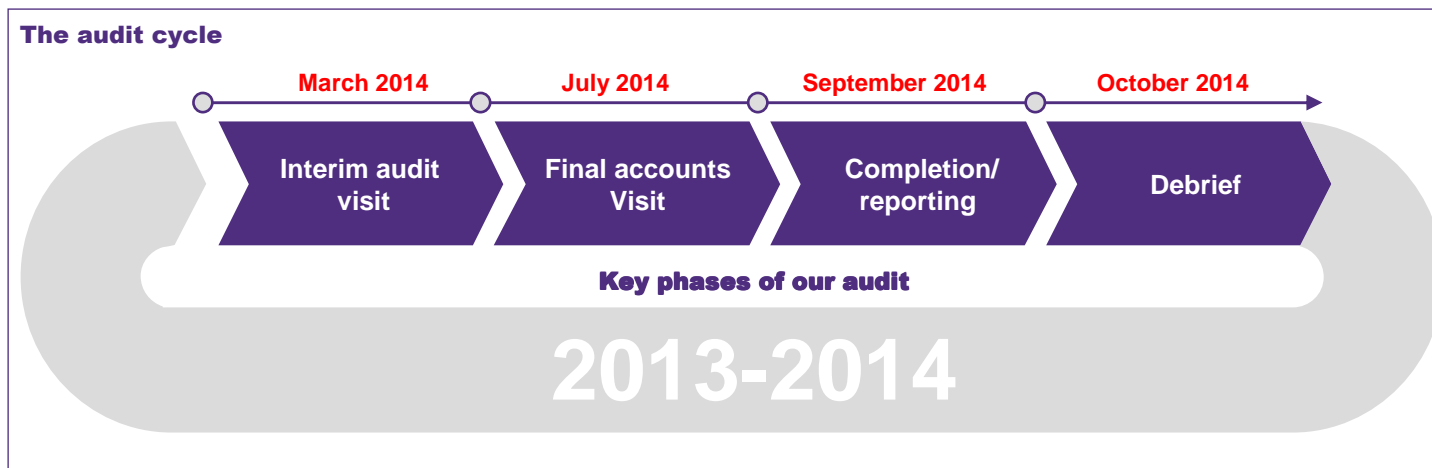 The audit cycle
March 2014
July 2014
September 2014
October 2014
Interim audit
visit
Final accounts
Visit
Completion/
reporting
Debrief
Key phases of our audit
2013-2014